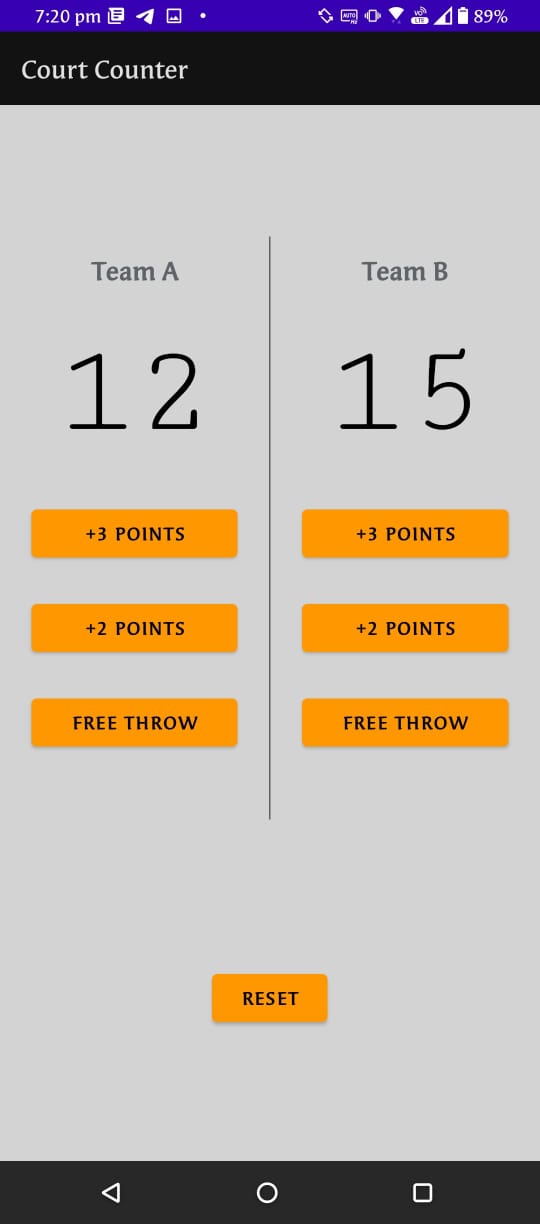 7:20 pm 89%
Court Counter
Team A Team B
12 15
+3 POINTS +3 POINTS
+2 POINTS +2 POINTS
FREE THROW FREE THROW
RESET